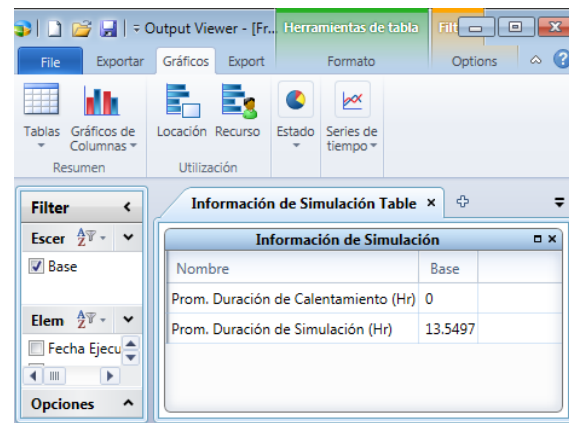 Output Viewer - [Fr... Herramientas de tabla Filt
File Exportar Gráficos Export Formato Options
Tablas Gráficos de Columnas Locación Recurso Estado Series de tiempo
Resumen Utilización
Filter
Información de Simulación Table
Escer
Información de Simulación
Base
Nombre Base
Prom. Duración de Calentamiento (Hr) 0
Elem
Prom. Duración de Simulación (Hr) 13.5497
Fecha Ejecu
Opciones